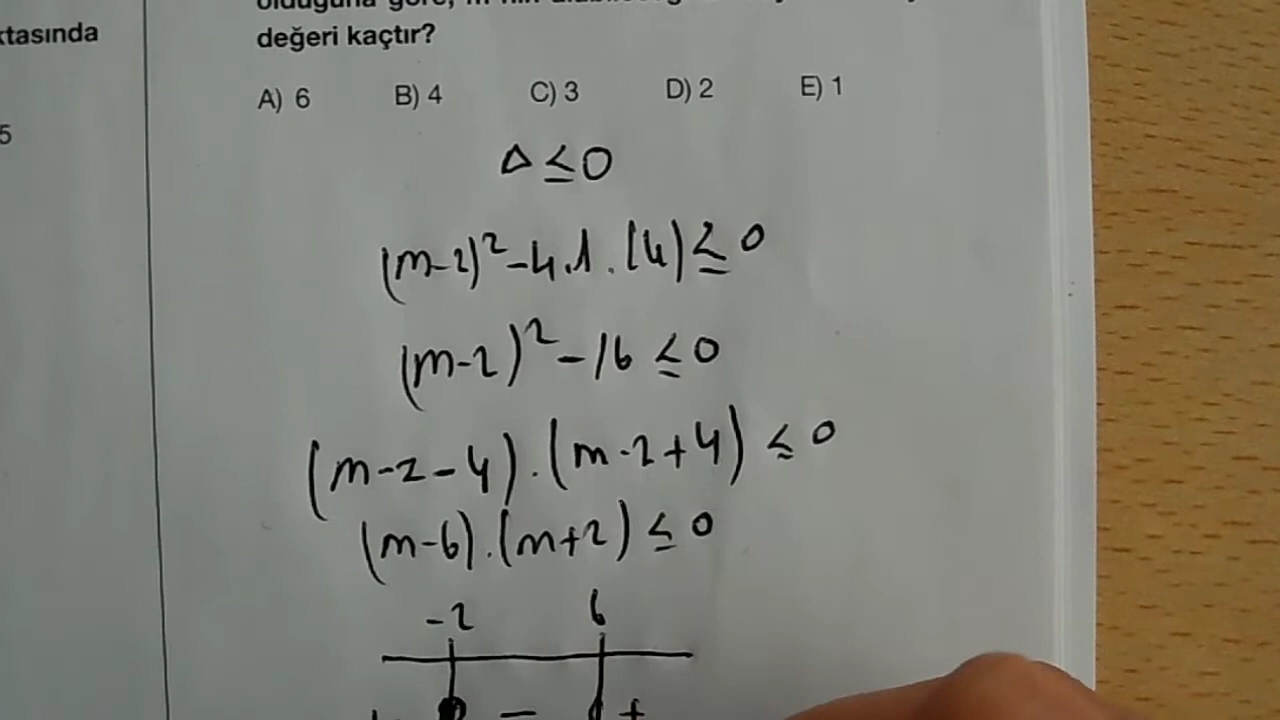 ktasında
5
değeri kaçtır?
A) 6 B) 4 C) 3 D) 2 E) 1
Δ ≤ 0
(m-2)² - 4.1.(4) ≤ 0
(m-2)² - 16 ≤ 0
(m-2-4).(m-2+4) ≤ 0
(m-6).(m+2) ≤ 0
-2 6
- +